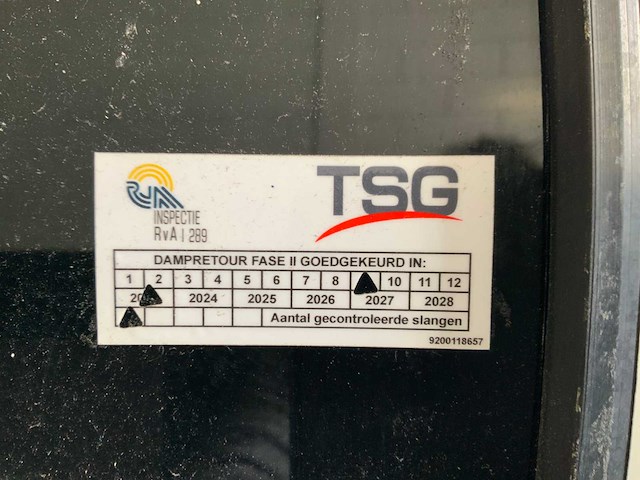 RvA
INSPECTIE
RvA I 289
TSG
DAMPRETOUR FASE II GOEDGEKEURD IN:
1 2 3 4 5 6 7 8 10 11 12
2024 2025 2026 2027 2028
Aantal gecontroleerde slangen
9200118657